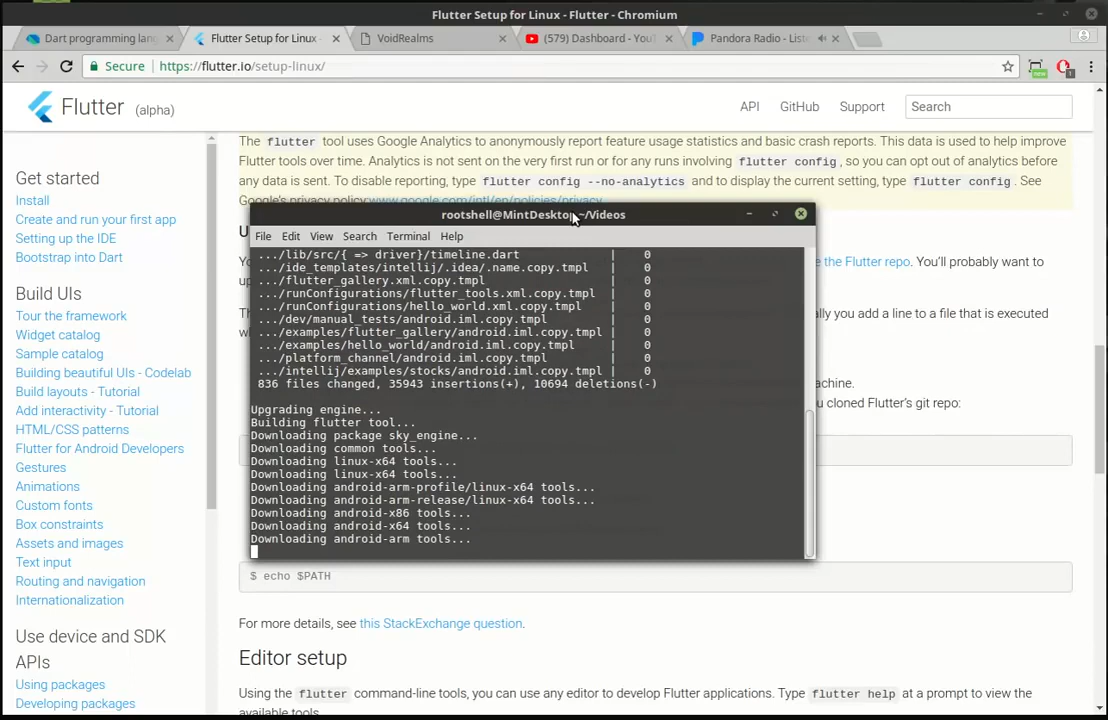 Flutter Setup for Linux - Flutter - Chromium
Dart programming lan
Flutter Setup for Linux -
VoidRealms
(579) Dashboard - You
Pandora Radio - Liste
Secure https://flutter.io/setup-linux/
new
1
Flutter (alpha)
API GitHub Support Search
Get started
Install
Create and run your first app
Setting up the IDE
Bootstrap into Dart
Build UIs
Tour the framework
Widget catalog
Sample catalog
Building beautiful UIs - Codelab
Build layouts - Tutorial
Add interactivity - Tutorial
HTML/CSS patterns
Flutter for Android Developers
Gestures
Animations
Custom fonts
Box constraints
Assets and images
Text input
Routing and navigation
Internationalization
Use device and SDK
APIs
Using packages
Developing packages
The flutter tool uses Google Analytics to anonymously report feature usage statistics and basic crash reports. This data is used to help improve
Flutter tools over time. Analytics is not sent on the very first run or for any runs involving flutter config, so you can opt out of analytics before
any data is sent. To disable reporting, type flutter config --no-analytics and to display the current setting, type flutter config. See
Google's privacy policy: www.google.com/intl/en/policies/privacy
e the Flutter repo. You'll probably want to
ally you add a line to a file that is executed
achine.
u cloned Flutter's git repo:
rootshell@MintDesktop ~/Videos
File Edit View Search Terminal Help
.../lib/src/{ => driver}/timeline.dart | 0
.../ide_templates/intellij/.idea/.name.copy.tmpl | 0
.../flutter_gallery.xml.copy.tmpl | 0
.../runConfigurations/flutter_tools.xml.copy.tmpl | 0
.../runConfigurations/hello_world.xml.copy.tmpl | 0
.../dev/manual_tests/android.iml.copy.tmpl | 0
.../examples/flutter_gallery/android.iml.copy.tmpl | 0
.../examples/hello_world/android.iml.copy.tmpl | 0
.../platform_channel/android.iml.copy.tmpl | 0
.../intellij/examples/stocks/android.iml.copy.tmpl | 0
836 files changed, 35943 insertions(+), 10694 deletions(-)
Upgrading engine...
Building flutter tool...
Downloading package sky_engine...
Downloading common tools...
Downloading linux-x64 tools...
Downloading linux-x64 tools...
Downloading android-arm-profile/linux-x64 tools...
Downloading android-arm-release/linux-x64 tools...
Downloading android-x86 tools...
Downloading android-x64 tools...
Downloading android-arm tools...
$ echo $PATH
For more details, see this StackExchange question.
Editor setup
Using the flutter command-line tools, you can use any editor to develop Flutter applications. Type flutter help at a prompt to view the
available tools.